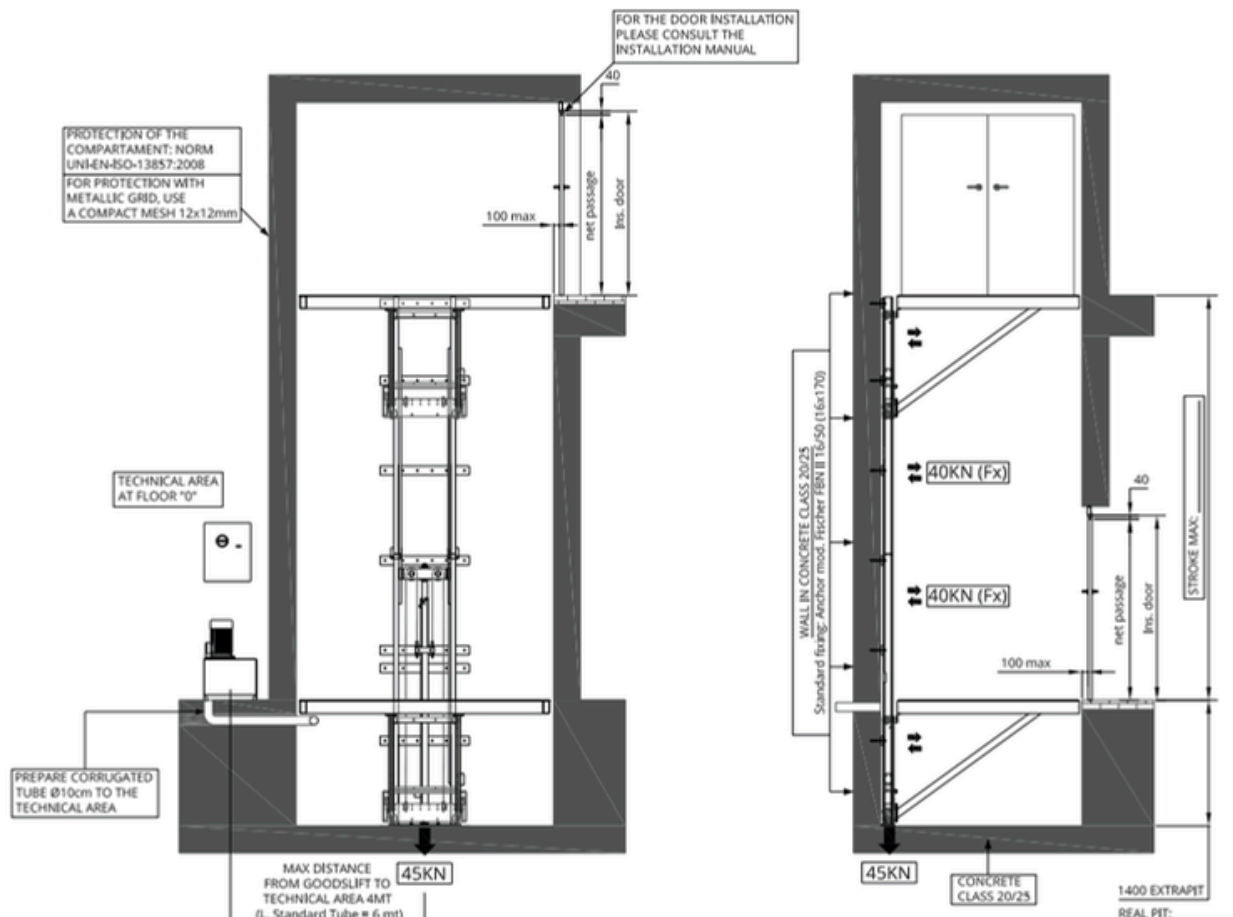 FOR THE DOOR INSTALLATION
PLEASE CONSULT THE
INSTALLATION MANUAL
40
PROTECTION OF THE
COMPARTAMENT: NORM
UNI-EN-ISO-13857:2008
FOR PROTECTION WITH
METALLIC GRID, USE
A COMPACT MESH 12x12mm
100 max
net passage
Ins. door
TECHNICAL AREA
AT FLOOR "0"
PREPARE CORRUGATED
TUBE Ø10cm TO THE
TECHNICAL AREA
MAX DISTANCE
FROM GOODSLIFT TO
TECHNICAL AREA 4MT
(L. Standard Tube = 6 mt)
45KN
WALL IN CONCRETE CLASS 20/25
Standard fixing: Anchor mod. Fischer FBN II 16/50 (16x170)
40KN (Fx)
40KN (Fx)
40
net passage
Ins. door
100 max
STROKE MAX:
45KN
CONCRETE
CLASS 20/25
1400 EXTRAPIT
REAL PIT: